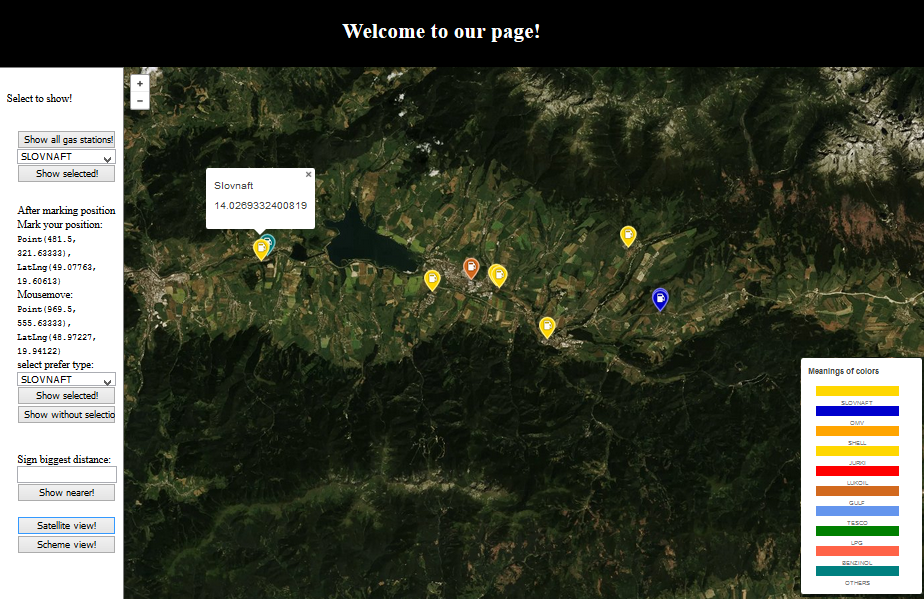 Welcome to our page!
+
-
Select to show!
Show all gas stations!
SLOVNAFT
Show selected!
After marking position
Mark your position:
Point(481.5,
321.63333),
LatLng(49.07763,
19.60613)
Mousemove:
Point(969.5,
555.63333),
LatLng(48.97227,
19.94122)
select prefer type:
SLOVNAFT
Show selected!
Show without selectio
Sign biggest distance:
Show nearer!
Satellite view!
Scheme view!
×
Slovnaft
14.0269332400819
Meanings of colors
SLOVNAFT
OMV
SHELL
JURKI
LUKOIL
GULF
TESCO
LPG
BENZINOL
OTHERS